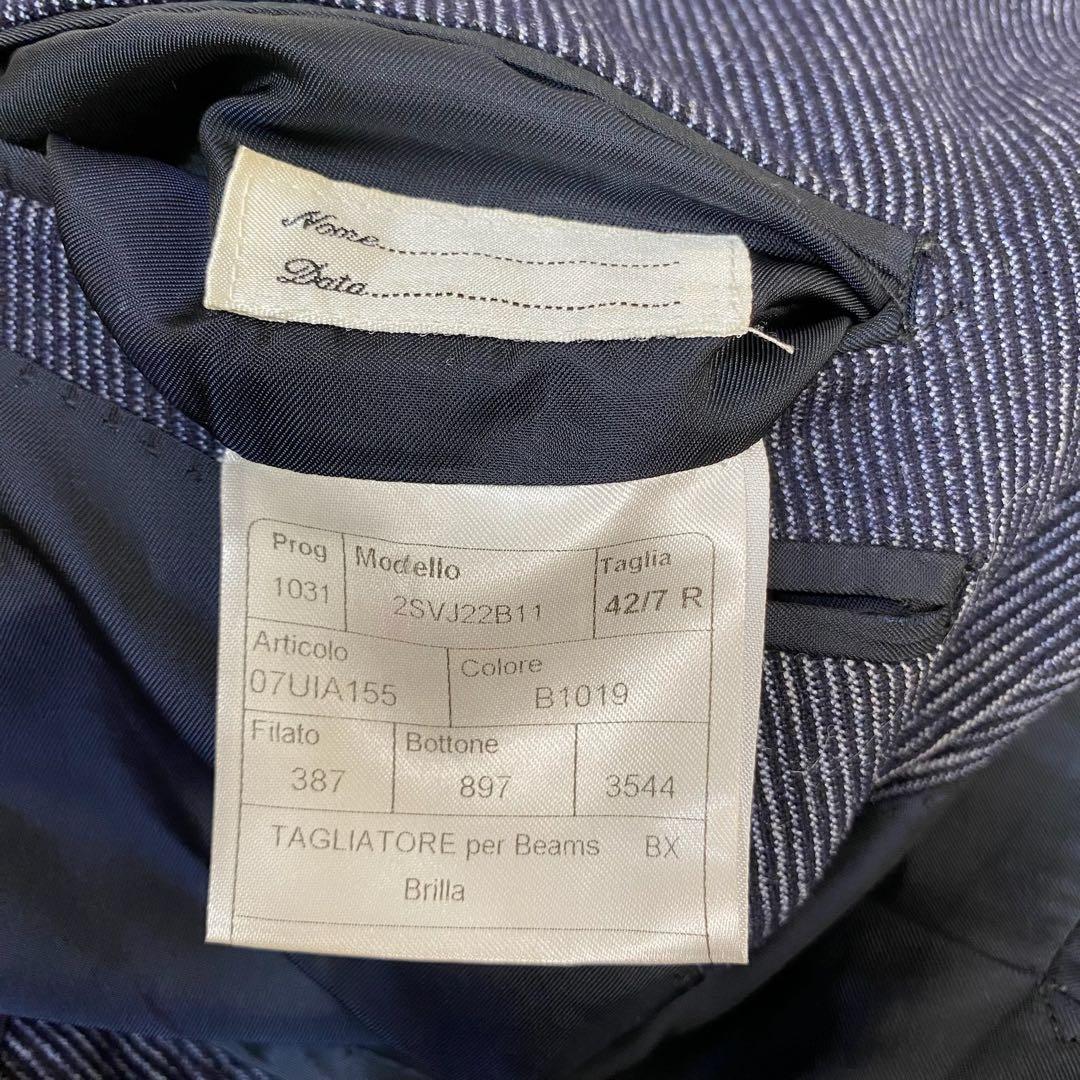 Nome
Data
Prog Modello Taglia
1031 2SVJ22B11 42/7 R
Articolo Colore
07UIA155 B1019
Filato Bottone
387 897 3544
TAGLIATORE per Beams BX
Brilla